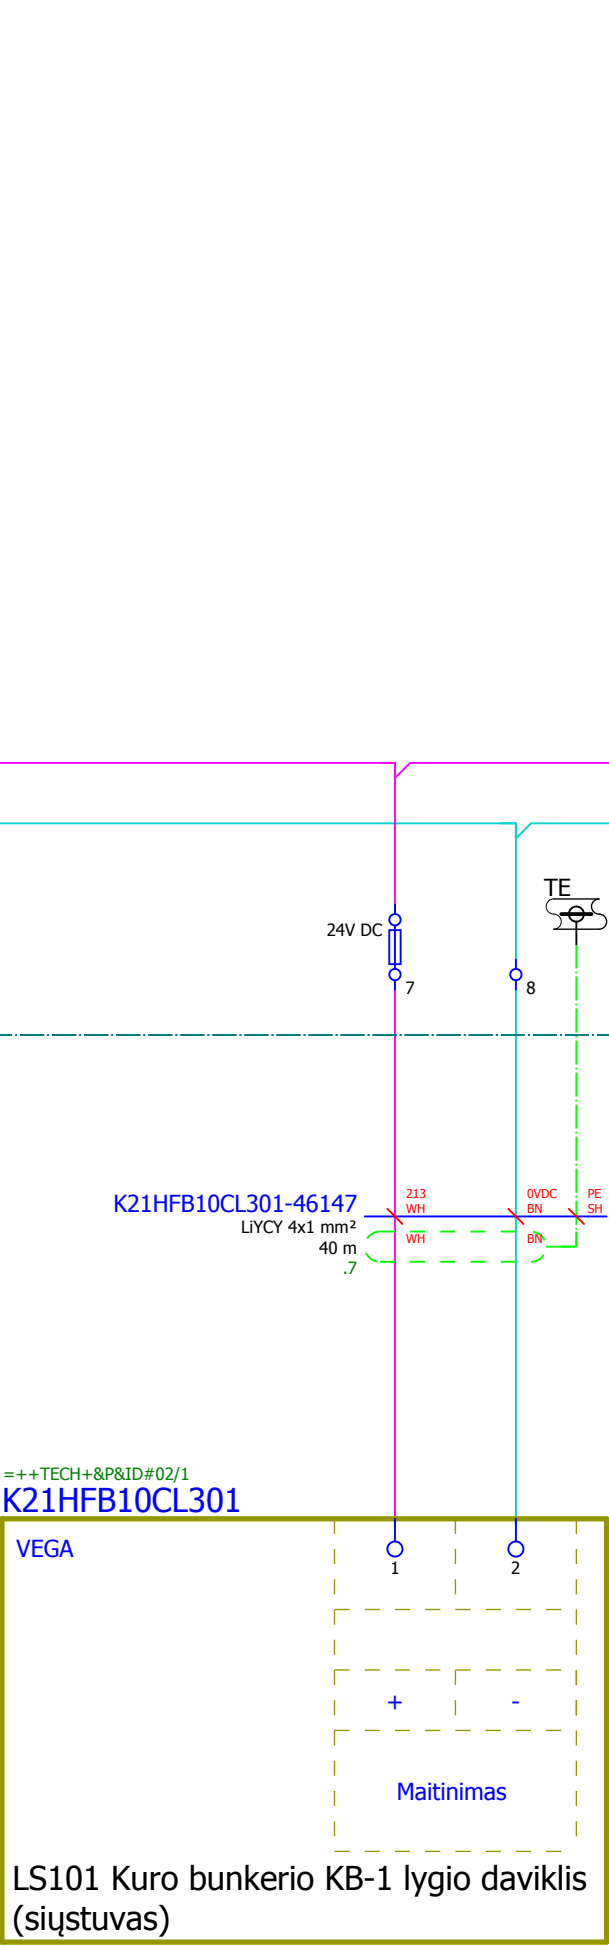 TE
24V DC
7
8
K21HFB10CL301-46147
213
0VDC
PE
WH
BN
SH
LiYCY 4x1 mm²
40 m
WH
BN
.7
=++TECH+&P&ID#02/1
K21HFB10CL301
VEGA
1
2
+
-
Maitinimas
LS101 Kuro bunkerio KB-1 lygio daviklis
(siųstuvas)